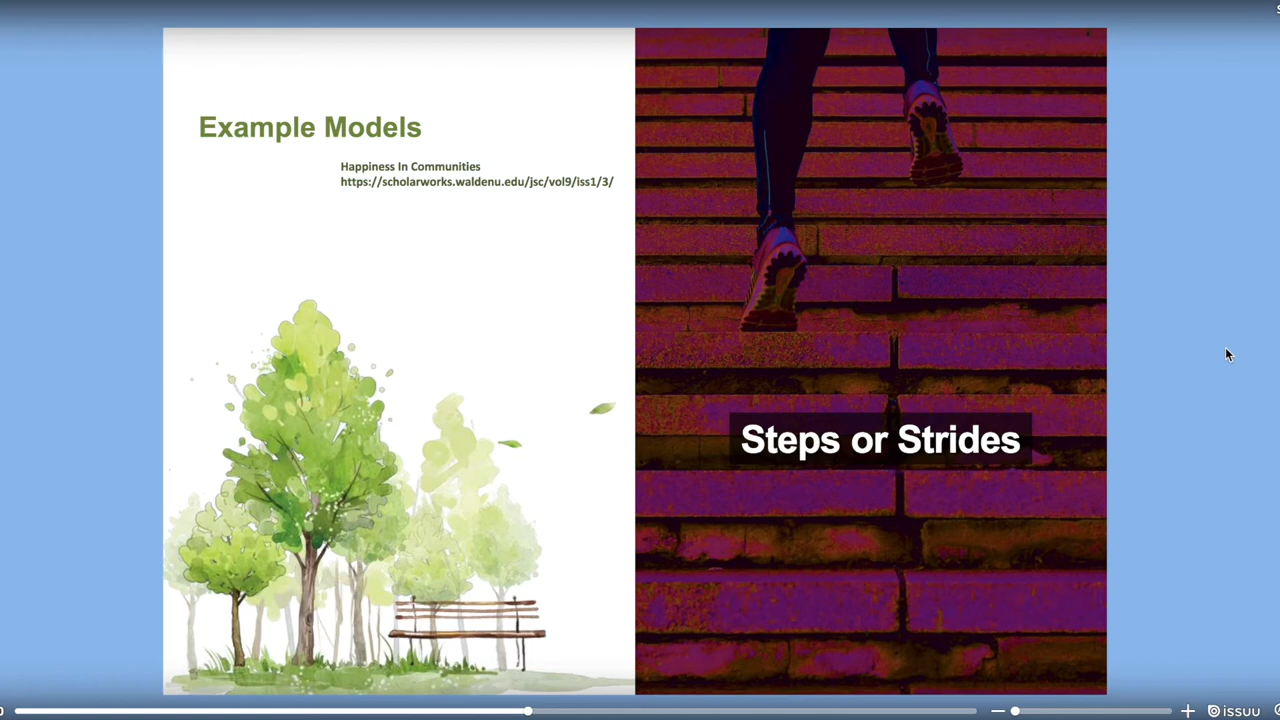 Example Models
Happiness In Communities
https://scholarworks.waldenu.edu/jsc/vol9/iss1/3/
Steps or Strides
issuu